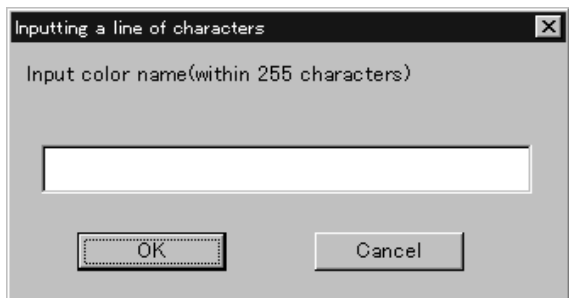 Inputting a line of characters
Input color name(within 255 characters)
OK
Cancel